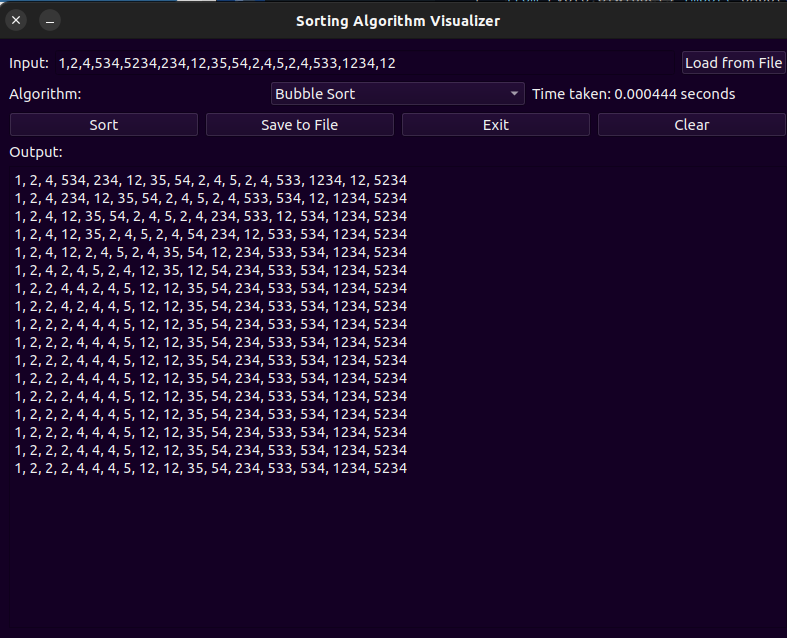 Sorting Algorithm Visualizer
Input: 1,2,4,534,5234,234,12,35,54,2,4,5,2,4,533,1234,12 Load from File
Algorithm: Bubble Sort Time taken: 0.000444 seconds
Sort Save to File Exit Clear
Output:
1, 2, 4, 534, 234, 12, 35, 54, 2, 4, 5, 2, 4, 533, 1234, 12, 5234
1, 2, 4, 234, 12, 35, 54, 2, 4, 5, 2, 4, 533, 534, 12, 1234, 5234
1, 2, 4, 12, 35, 54, 2, 4, 5, 2, 4, 234, 533, 12, 534, 1234, 5234
1, 2, 4, 12, 35, 2, 4, 5, 2, 4, 54, 234, 12, 533, 534, 1234, 5234
1, 2, 4, 12, 2, 4, 5, 2, 4, 35, 54, 12, 234, 533, 534, 1234, 5234
1, 2, 4, 2, 4, 5, 2, 4, 12, 35, 12, 54, 234, 533, 534, 1234, 5234
1, 2, 2, 4, 4, 2, 4, 5, 12, 12, 35, 54, 234, 533, 534, 1234, 5234
1, 2, 2, 4, 2, 4, 4, 5, 12, 12, 35, 54, 234, 533, 534, 1234, 5234
1, 2, 2, 2, 4, 4, 4, 5, 12, 12, 35, 54, 234, 533, 534, 1234, 5234
1, 2, 2, 2, 4, 4, 4, 5, 12, 12, 35, 54, 234, 533, 534, 1234, 5234
1, 2, 2, 2, 4, 4, 4, 5, 12, 12, 35, 54, 234, 533, 534, 1234, 5234
1, 2, 2, 2, 4, 4, 4, 5, 12, 12, 35, 54, 234, 533, 534, 1234, 5234
1, 2, 2, 2, 4, 4, 4, 5, 12, 12, 35, 54, 234, 533, 534, 1234, 5234
1, 2, 2, 2, 4, 4, 4, 5, 12, 12, 35, 54, 234, 533, 534, 1234, 5234
1, 2, 2, 2, 4, 4, 4, 5, 12, 12, 35, 54, 234, 533, 534, 1234, 5234
1, 2, 2, 2, 4, 4, 4, 5, 12, 12, 35, 54, 234, 533, 534, 1234, 5234
1, 2, 2, 2, 4, 4, 4, 5, 12, 12, 35, 54, 234, 533, 534, 1234, 5234